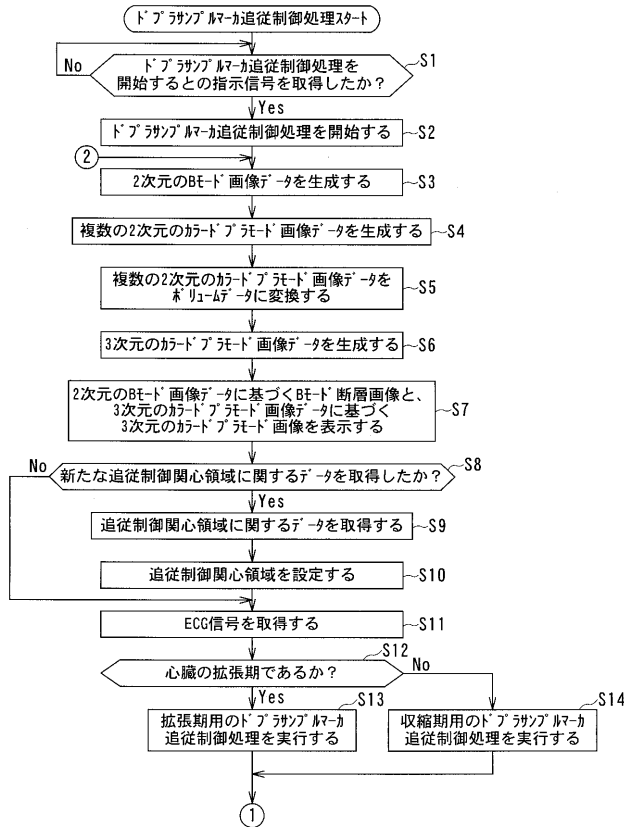 ﾄﾞﾌﾟﾗｻﾝﾌﾟﾙﾏｰｶ追従制御処理スタート
No
ﾄﾞﾌﾟﾗｻﾝﾌﾟﾙﾏｰｶ追従制御処理を
開始するとの指示信号を取得したか？
S1
Yes
ﾄﾞﾌﾟﾗｻﾝﾌﾟﾙﾏｰｶ追従制御処理を開始する
S2
2
2次元のBﾓｰﾄﾞ画像ﾃﾞｰﾀを生成する
S3
複数の2次元のｶﾗｰﾄﾞﾌﾟﾗﾓｰﾄﾞ画像ﾃﾞｰﾀを生成する
S4
複数の2次元のｶﾗｰﾄﾞﾌﾟﾗﾓｰﾄﾞ画像ﾃﾞｰﾀを
ﾎﾞﾘｭｰﾑﾃﾞｰﾀに変換する
S5
3次元のｶﾗｰﾄﾞﾌﾟﾗﾓｰﾄﾞ画像ﾃﾞｰﾀを生成する
S6
2次元のBﾓｰﾄﾞ画像ﾃﾞｰﾀに基づくBﾓｰﾄﾞ断層画像と、
3次元のｶﾗｰﾄﾞﾌﾟﾗﾓｰﾄﾞ画像ﾃﾞｰﾀに基づく
3次元のｶﾗｰﾄﾞﾌﾟﾗﾓｰﾄﾞ画像を表示する
S7
No
新たな追従制御関心領域に関するﾃﾞｰﾀを取得したか？
S8
Yes
追従制御関心領域に関するﾃﾞｰﾀを取得する
S9
追従制御関心領域を設定する
S10
ECG信号を取得する
S11
心臓の拡張期であるか？
S12
No
Yes
S13
拡張期用のﾄﾞﾌﾟﾗｻﾝﾌﾟﾙﾏｰｶ
追従制御処理を実行する
S14
収縮期用のﾄﾞﾌﾟﾗｻﾝﾌﾟﾙﾏｰｶ
追従制御処理を実行する
1